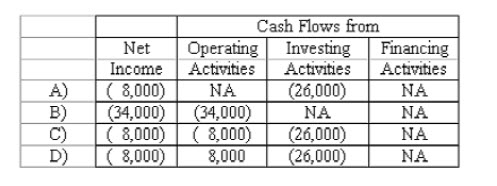 Cash Flows from
Net Operating Investing Financing
Income Activities Activities Activities
A) ( 8,000) NA (26,000) NA
B) (34,000) (34,000) NA NA
C) ( 8,000) ( 8,000) (26,000) NA
D) ( 8,000) 8,000 (26,000) NA